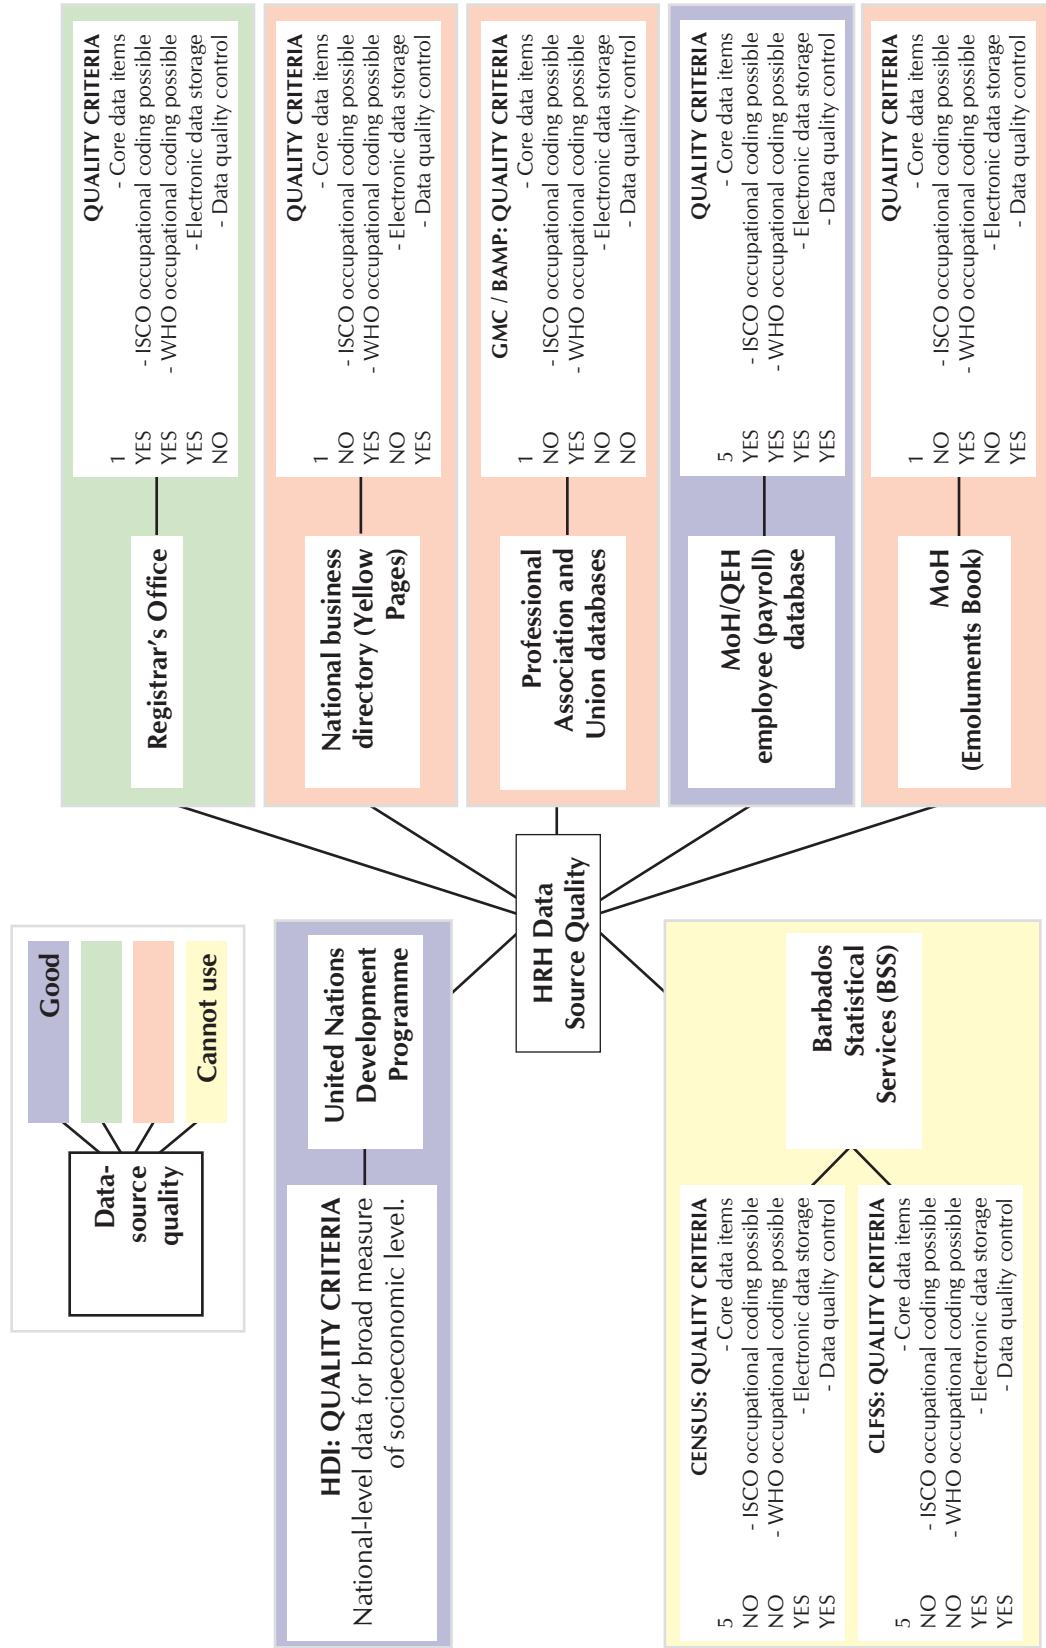 Data-
source
quality
Good
Cannot use
HDI: QUALITY CRITERIA
National-level data for broad measure
of socioeconomic level.
United Nations
Development
Programme
CENSUS: QUALITY CRITERIA
5 - Core data items
NO - ISCO occupational coding possible
NO - WHO occupational coding possible
YES - Electronic data storage
YES - Data quality control
CLFSS: QUALITY CRITERIA
5 - Core data items
NO - ISCO occupational coding possible
NO - WHO occupational coding possible
YES - Electronic data storage
YES - Data quality control
Barbados
Statistical
Services (BSS)
HRH Data
Source Quality
Registrar's Office
QUALITY CRITERIA
1 - Core data items
YES - ISCO occupational coding possible
YES - WHO occupational coding possible
YES - Electronic data storage
NO - Data quality control
National business
directory (Yellow
Pages)
QUALITY CRITERIA
1 - Core data items
NO - ISCO occupational coding possible
YES - WHO occupational coding possible
NO - Electronic data storage
YES - Data quality control
Professional
Association and
Union databases
GMC / BAMP: QUALITY CRITERIA
1 - Core data items
NO - ISCO occupational coding possible
YES - WHO occupational coding possible
NO - Electronic data storage
NO - Data quality control
MoH/QEH
employee (payroll)
database
QUALITY CRITERIA
5 - Core data items
YES - ISCO occupational coding possible
YES - WHO occupational coding possible
YES - Electronic data storage
YES - Data quality control
MoH
(Emoluments Book)
QUALITY CRITERIA
1 - Core data items
NO - ISCO occupational coding possible
YES - WHO occupational coding possible
NO - Electronic data storage
YES - Data quality control